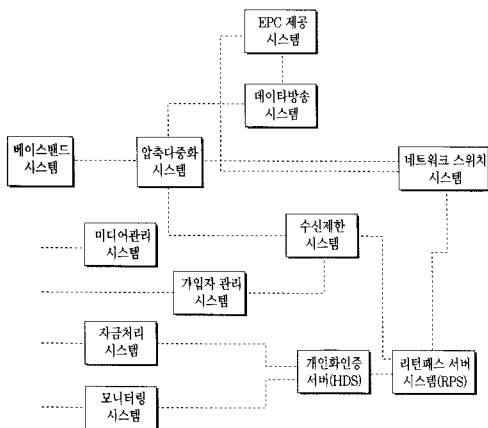 EPC 제공
시스템
데이타방송
시스템
베이스밴드
시스템
압축다중화
시스템
네트워크 스위치
시스템
미디어관리
시스템
수신제한
시스템
가입자 관리
시스템
자금처리
시스템
개인화인증
서버(HDS)
리턴패스 서버
시스템(RPS)
모니터링
시스템